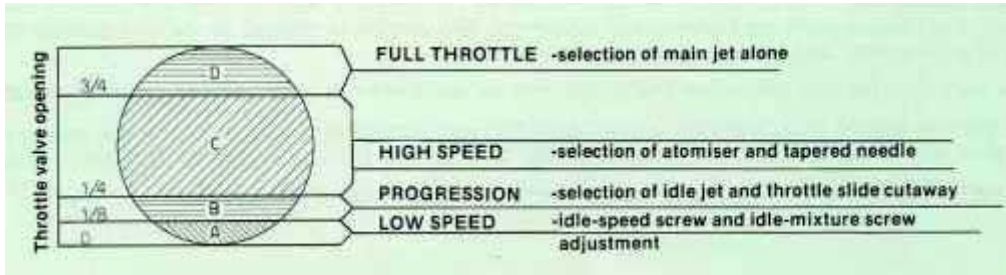 Throttle valve opening
3/4
1/4
1/8
0
D
C
B
A
FULL THROTTLE -selection of main jet alone
HIGH SPEED -selection of atomiser and tapered needle
PROGRESSION -selection of idle jet and throttle slide cutaway
LOW SPEED -idle-speed screw and idle-mixture screw
adjustment